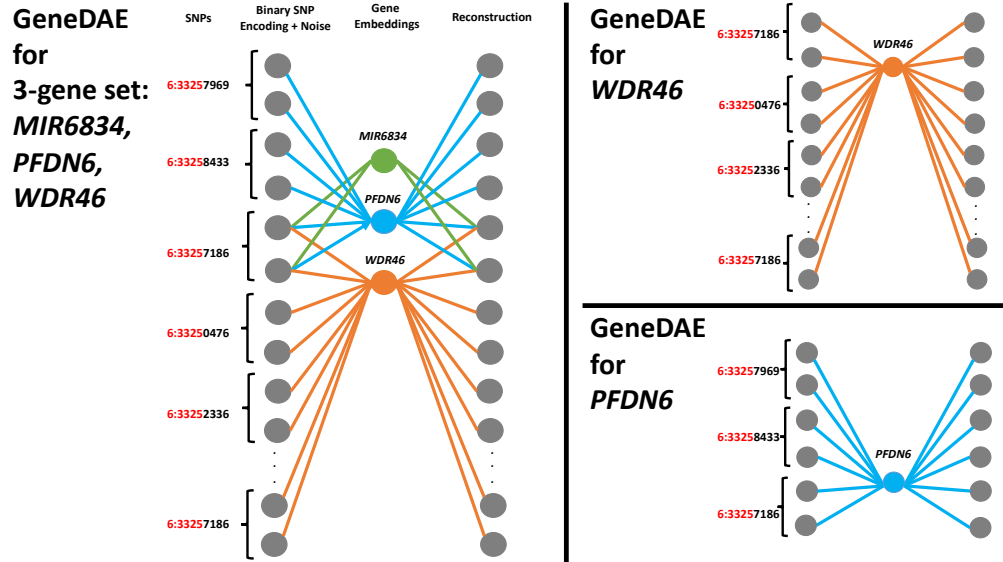 GeneDAE
for
3-gene set:
MIR6834,
PFDN6,
WDR46
SNPs
Binary SNP
Encoding + Noise
Gene
Embeddings
Reconstruction
6:33257969
6:33258433
6:33257186
6:33250476
6:33252336
6:33257186
MIR6834
PFDN6
WDR46
GeneDAE
for
WDR46
6:33257186
6:33250476
6:33252336
6:33257186
WDR46
GeneDAE
for
PFDN6
6:33257969
6:33258433
6:33257186
PFDN6